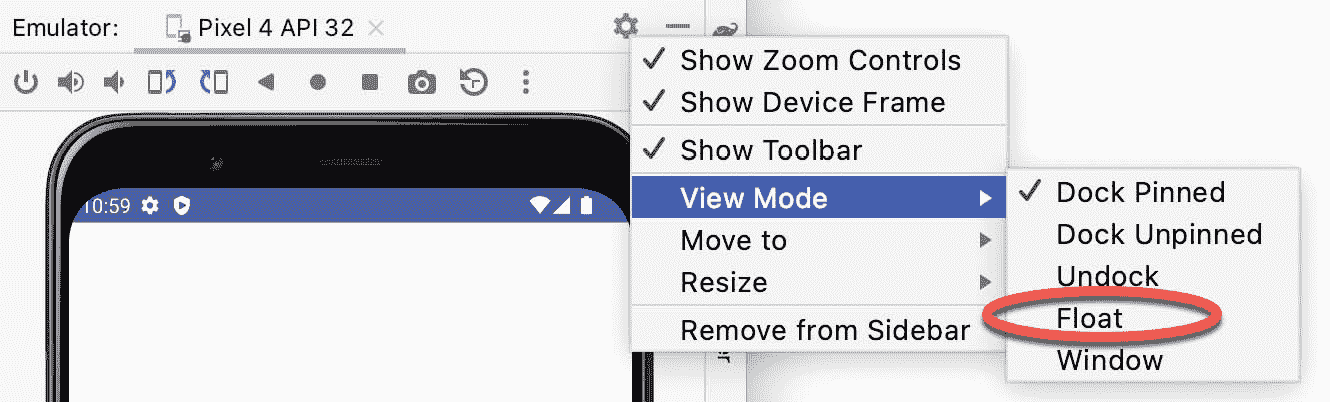 Emulator: Pixel 4 API 32
Show Zoom Controls
Show Device Frame
Show Toolbar
View Mode
Move to
Resize
Remove from Sidebar
Dock Pinned
Dock Unpinned
Undock
Float
Window
10:59